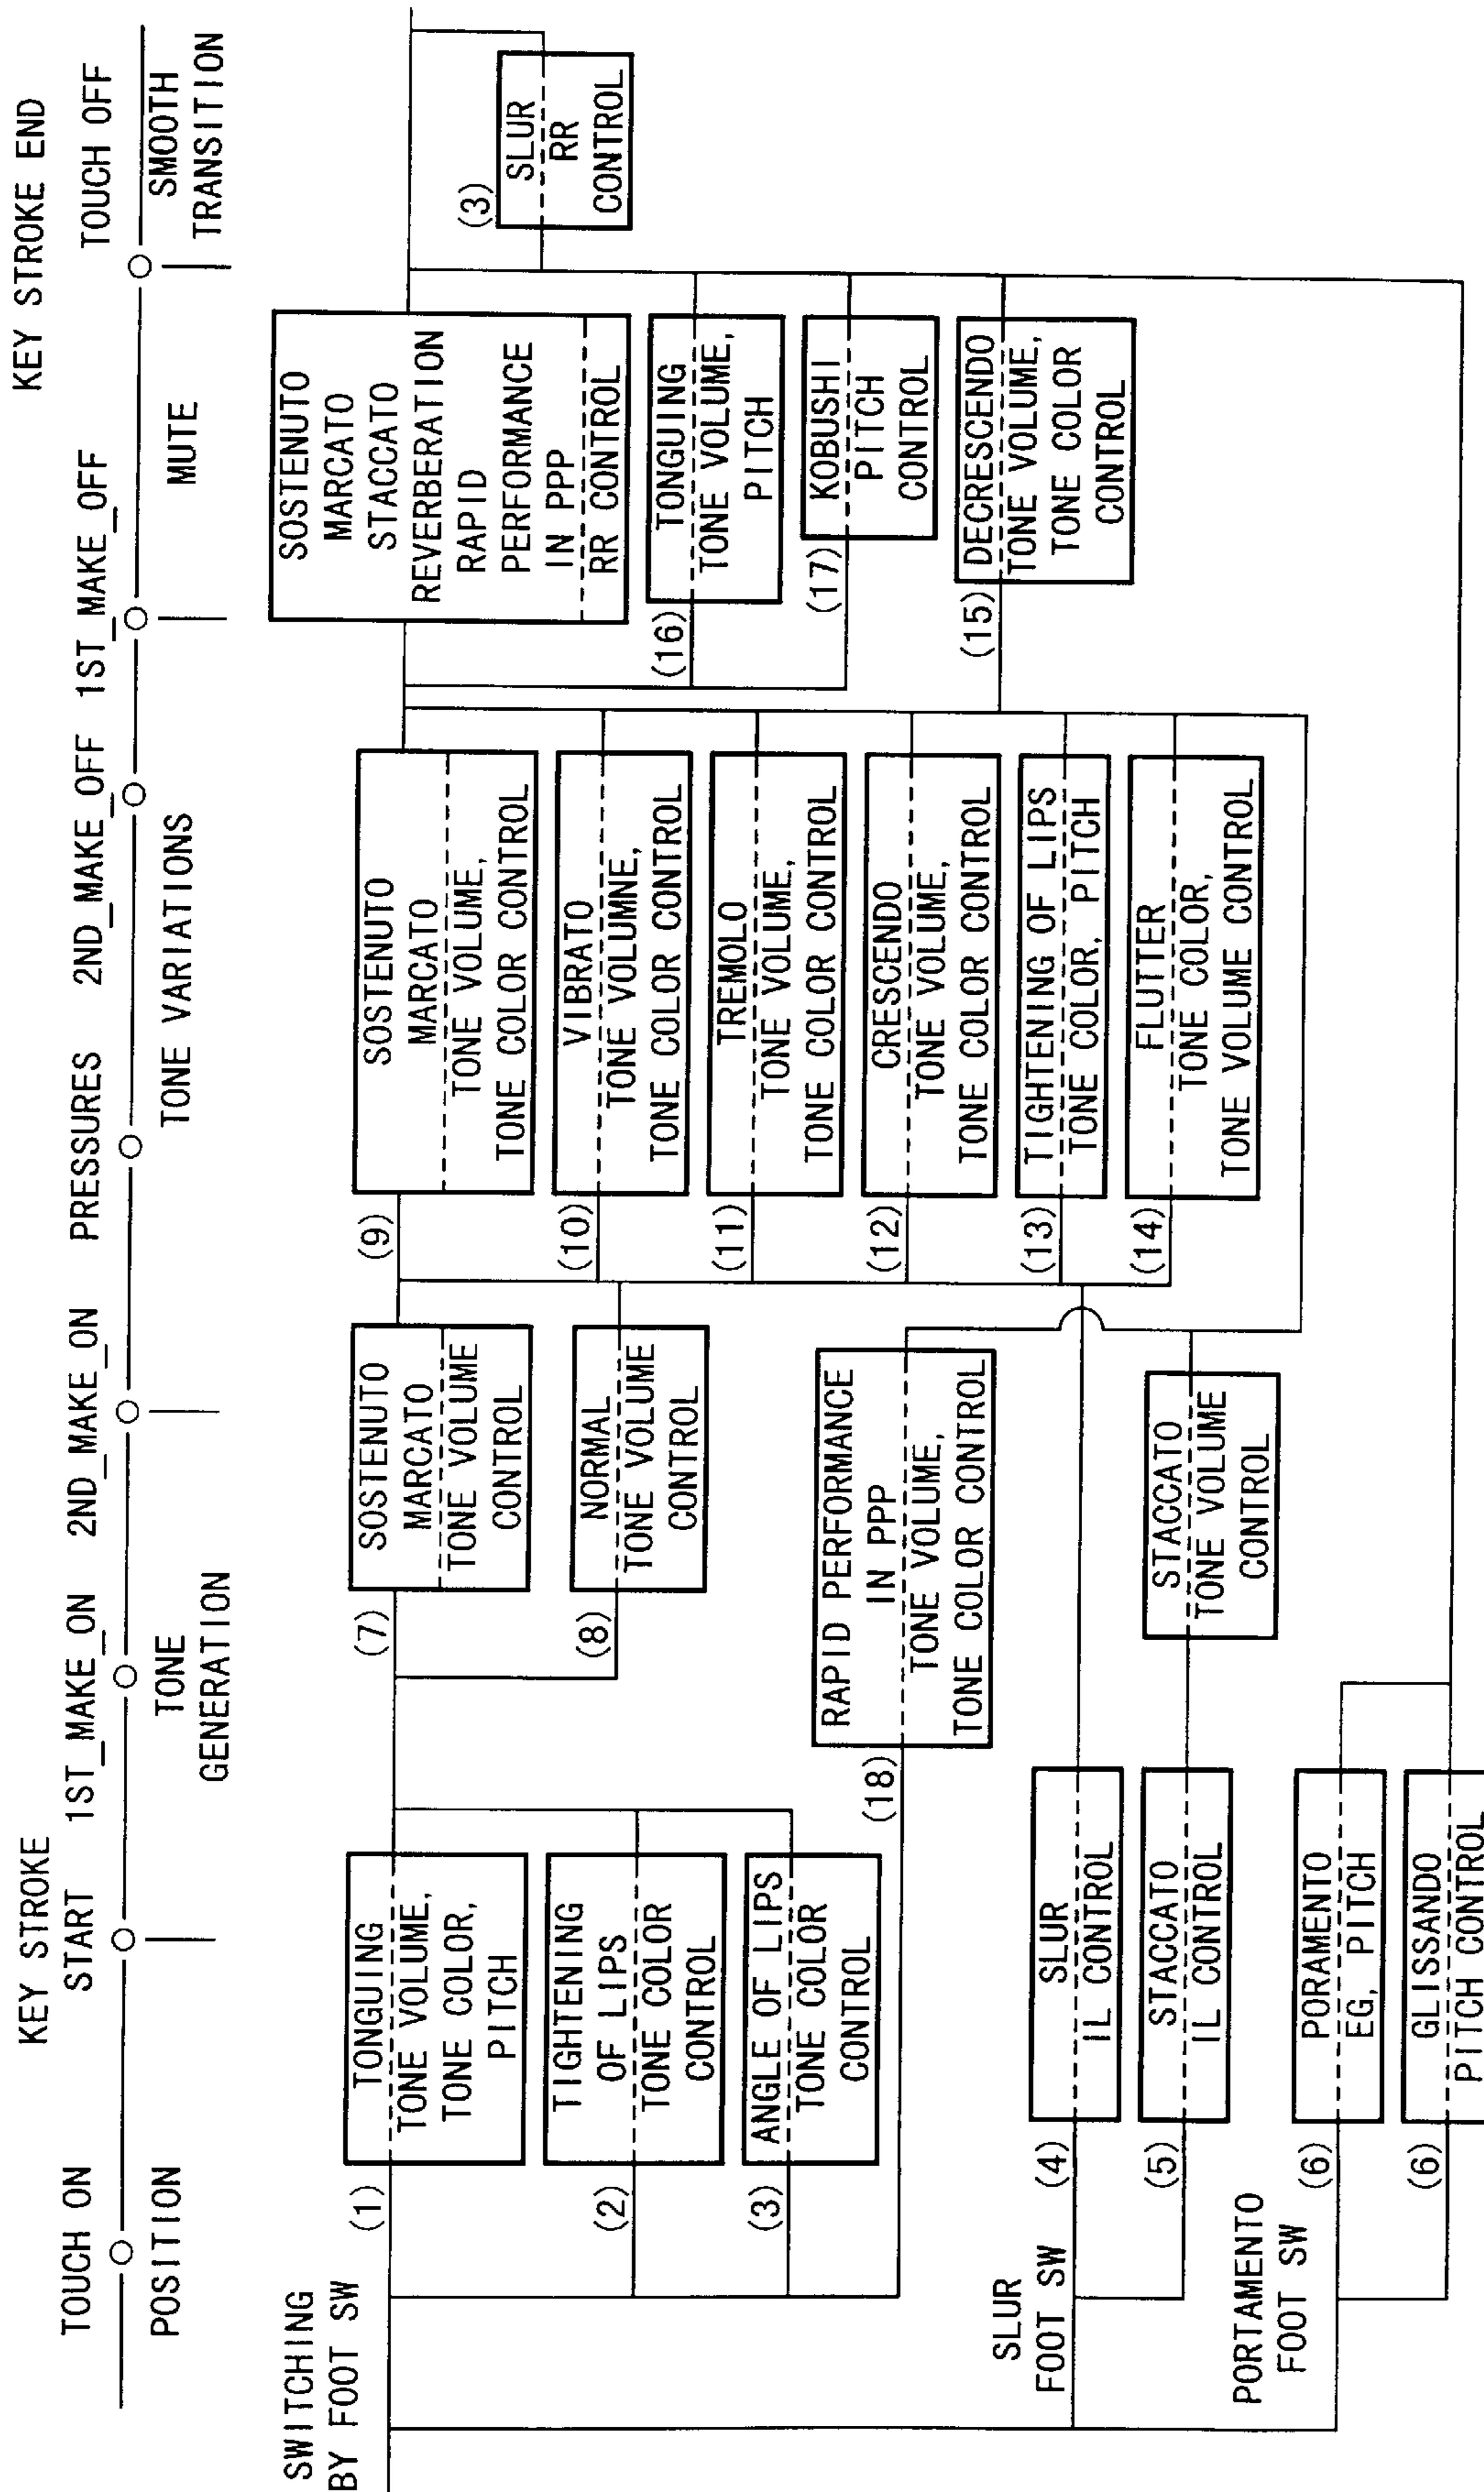 KEY STROKE END
KEY STROKE
TOUCH ON
START
1ST_MAKE_ON
2ND_MAKE_ON
PRESSURES
2ND_MAKE_OFF
1ST_MAKE_OFF
TOUCH OFF
POSITION
TONE
GENERATION
TONE VARIATIONS
MUTE
SMOOTH
TRANSITION
SWITCHING
BY FOOT SW
(1)
TONGUING
TONE VOLUME,
TONE COLOR,
PITCH
(2)
TIGHTENING
OF LIPS
TONE COLOR
CONTROL
(3)
ANGLE OF LIPS
TONE COLOR
CONTROL
(18)
RAPID PERFORMANCE
IN PPP
TONE VOLUME,
TONE COLOR CONTROL
SLUR
FOOT SW
(4)
SLUR
IL CONTROL
(5)
STACCATO
IL CONTROL
STACCATO
TONE VOLUME
CONTROL
PORTAMENTO
FOOT SW
(6)
PORAMENTO
EG, PITCH
(6)
GLISSANDO
PITCH CONTROL
(7)
SOSTENUTO
MARCATO
TONE VOLUME
CONTROL
(8)
NORMAL
TONE VOLUME
CONTROL
(9)
SOSTENUTO
MARCATO
TONE VOLUME,
TONE COLOR CONTROL
(10)
VIBRATO
TONE VOLUMNE,
TONE COLOR CONTROL
(11)
TREMOLO
TONE VOLUME,
TONE COLOR CONTROL
(12)
CRESCENDO
TONE VOLUME,
TONE COLOR CONTROL
(13)
TIGHTENING OF LIPS
TONE COLOR, PITCH
(14)
FLUTTER
TONE COLOR,
TONE VOLUME CONTROL
SOSTENUTO
MARCATO
STACCATO
REVERBERATION
RAPID
PERFORMANCE
IN PPP
RR CONTROL
(16)
TONGUING
TONE VOLUME,
PITCH
(17)
KOBUSHI
PITCH
CONTROL
(15)
DECRESCENDO
TONE VOLUME,
TONE COLOR
CONTROL
(3)
SLUR
RR
CONTROL